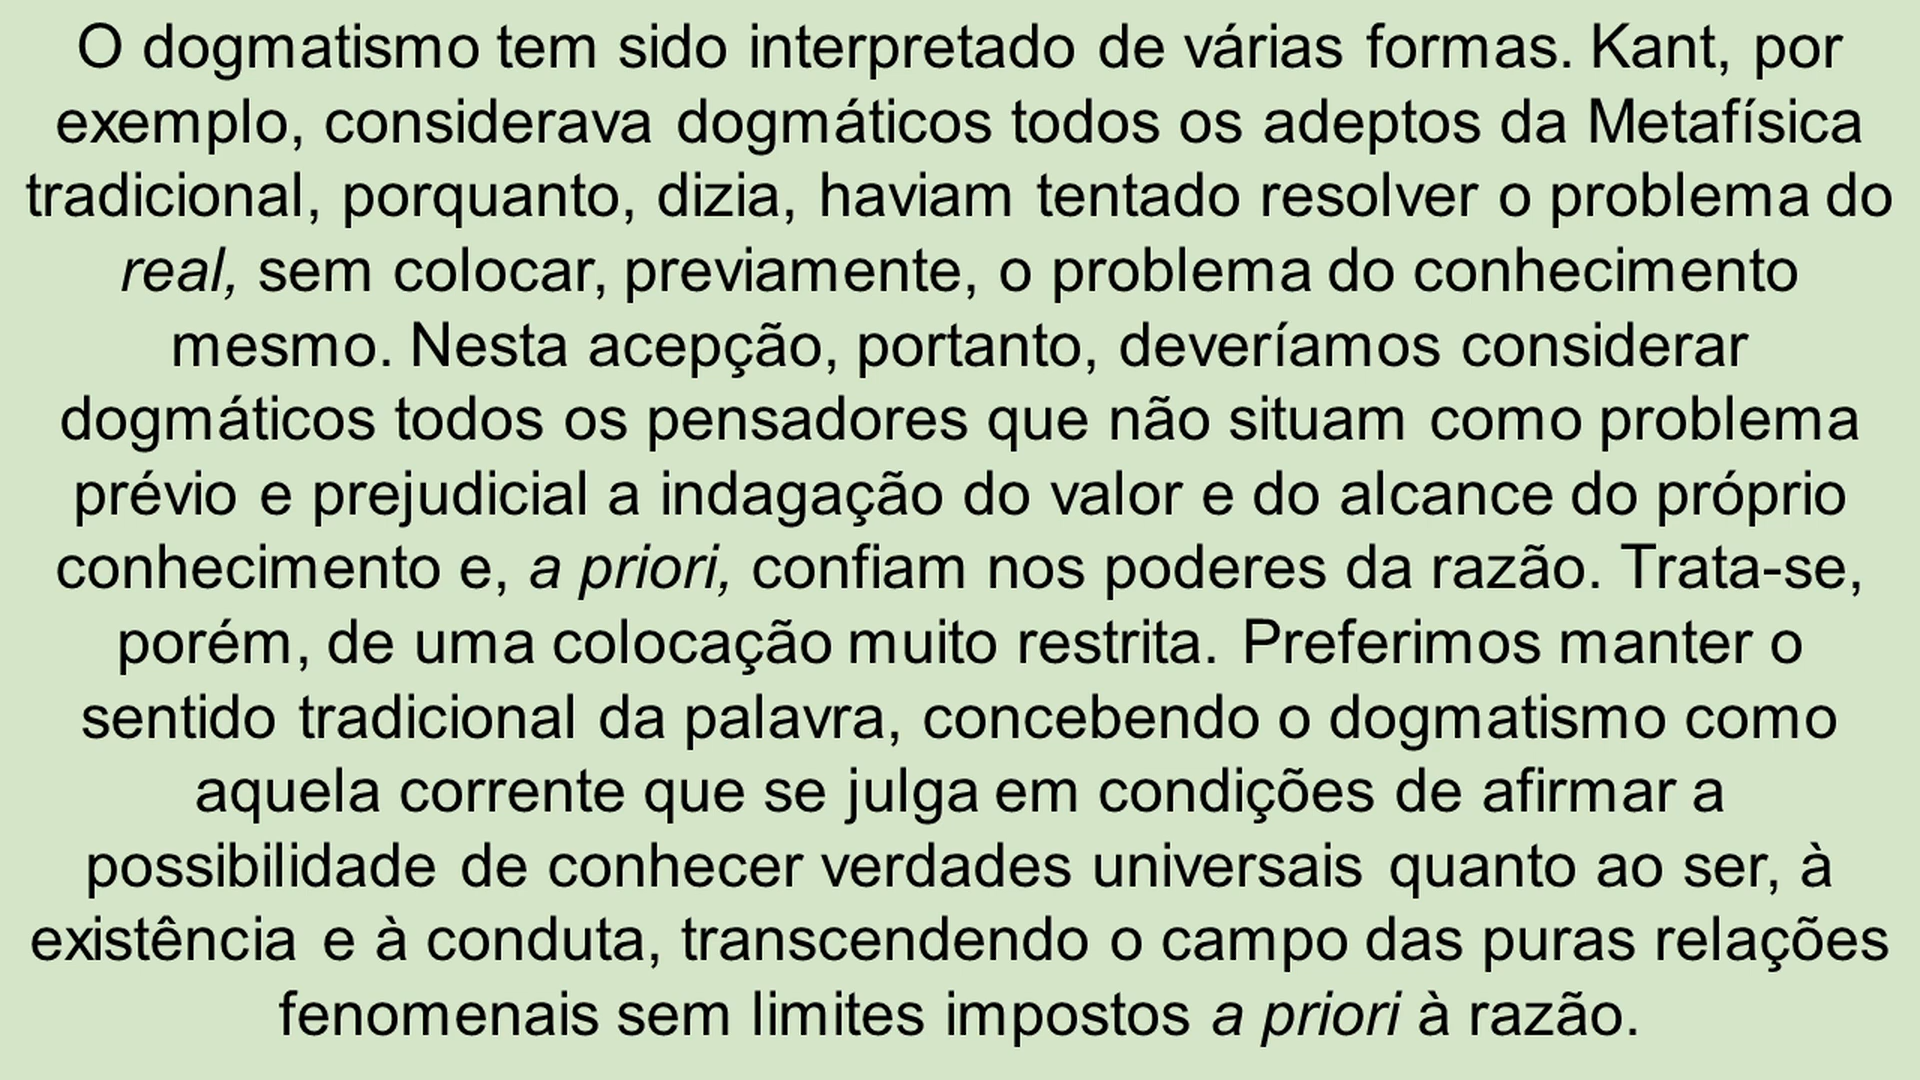 O dogmatismo tem sido interpretado de várias formas. Kant, por
exemplo, considerava dogmáticos todos os adeptos da Metafísica
tradicional, porquanto, dizia, haviam tentado resolver o problema do
real, sem colocar, previamente, o problema do conhecimento
mesmo. Nesta acepção, portanto, deveríamos considerar
dogmáticos todos os pensadores que não situam como problema
prévio e prejudicial a indagação do valor e do alcance do próprio
conhecimento e, a priori, confiam nos poderes da razão. Trata-se,
porém, de uma colocação muito restrita. Preferimos manter o
sentido tradicional da palavra, concebendo o dogmatismo como
aquela corrente que se julga em condições de afirmar a
possibilidade de conhecer verdades universais quanto ao ser, à
existência e à conduta, transcendendo o campo das puras relações
fenomenais sem limites impostos a priori à razão.